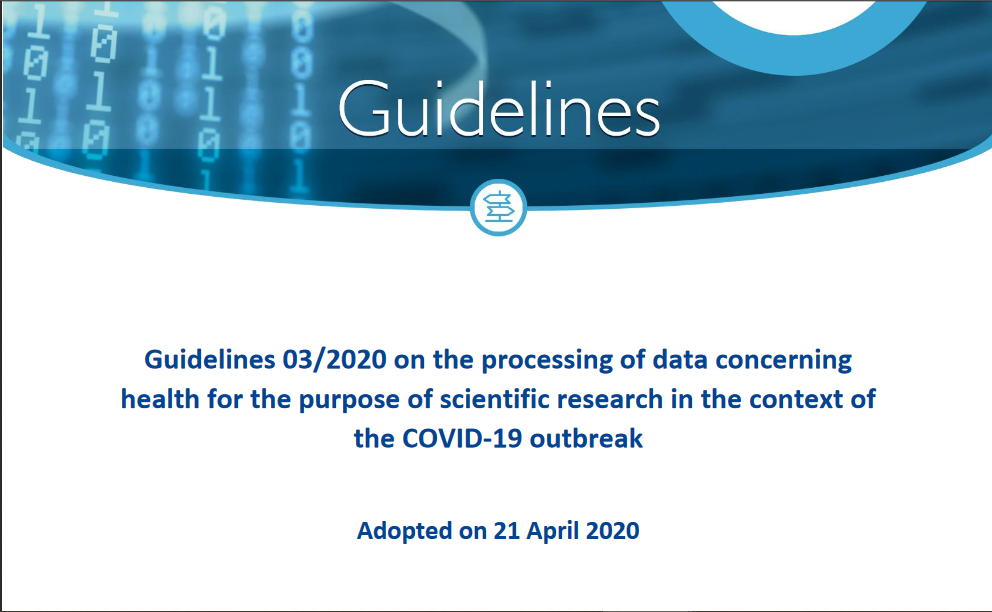 Guidelines
Guidelines 03/2020 on the processing of data concerning
health for the purpose of scientific research in the context of
the COVID-19 outbreak
Adopted on 21 April 2020